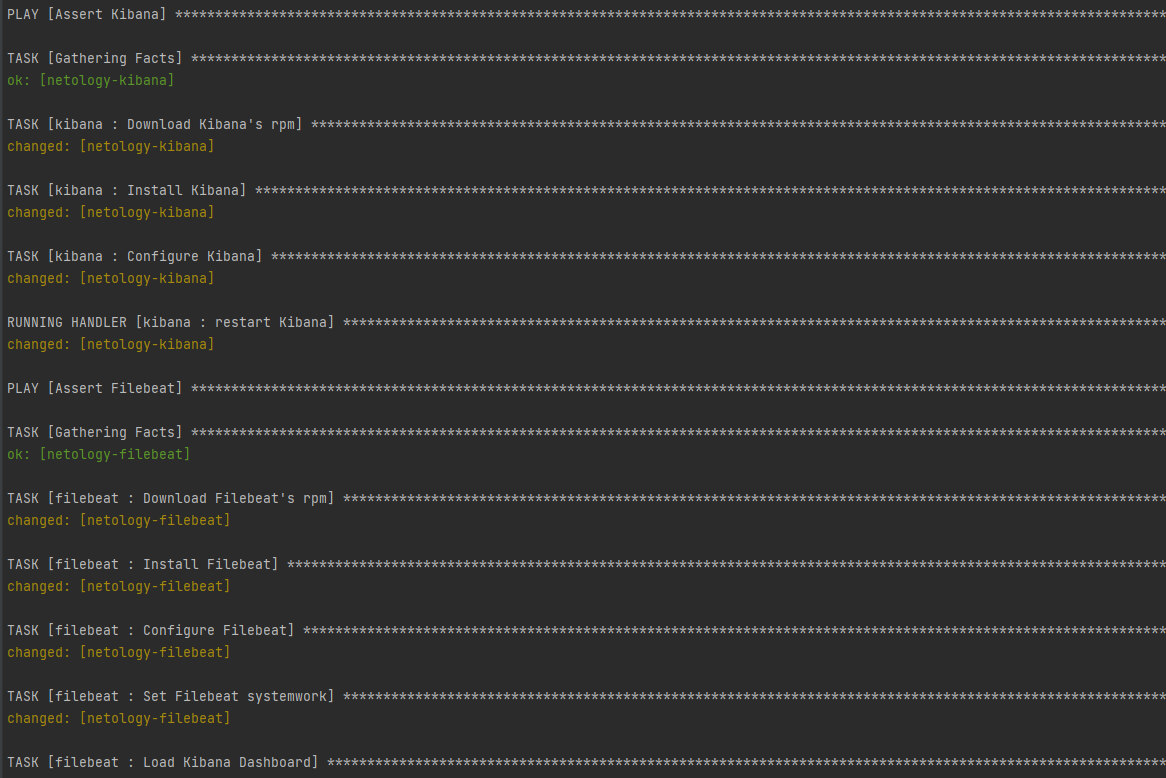 PLAY [Assert Kibana] ****************************************************************************************************************************
TASK [Gathering Facts] **************************************************************************************************************************
ok: [netology-kibana]
TASK [kibana : Download Kibana's rpm] ***********************************************************************************************************
changed: [netology-kibana]
TASK [kibana : Install Kibana] ******************************************************************************************************************
changed: [netology-kibana]
TASK [kibana : Configure Kibana] ****************************************************************************************************************
changed: [netology-kibana]
RUNNING HANDLER [kibana : restart Kibana] *******************************************************************************************************
changed: [netology-kibana]
PLAY [Assert Filebeat] **************************************************************************************************************************
TASK [Gathering Facts] **************************************************************************************************************************
ok: [netology-filebeat]
TASK [filebeat : Download Filebeat's rpm] *******************************************************************************************************
changed: [netology-filebeat]
TASK [filebeat : Install Filebeat] **************************************************************************************************************
changed: [netology-filebeat]
TASK [filebeat : Configure Filebeat] ************************************************************************************************************
changed: [netology-filebeat]
TASK [filebeat : Set Filebeat systemwork] *******************************************************************************************************
changed: [netology-filebeat]
TASK [filebeat : Load Kibana Dashboard] *********************************************************************************************************